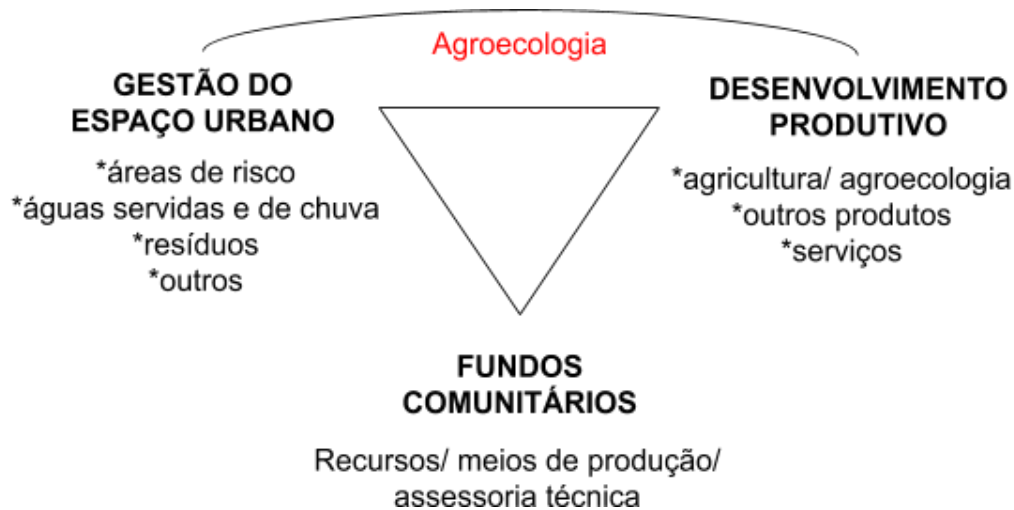 Agroecologia
GESTÃO DO
ESPAÇO URBANO
*áreas de risco
*águas servidas e de chuva
*resíduos
*outros
DESENVOLVIMENTO
PRODUTIVO
*agricultura/ agroecologia
*outros produtos
*serviços
FUNDOS
COMUNITÁRIOS
Recursos/ meios de produção/
assessoria técnica